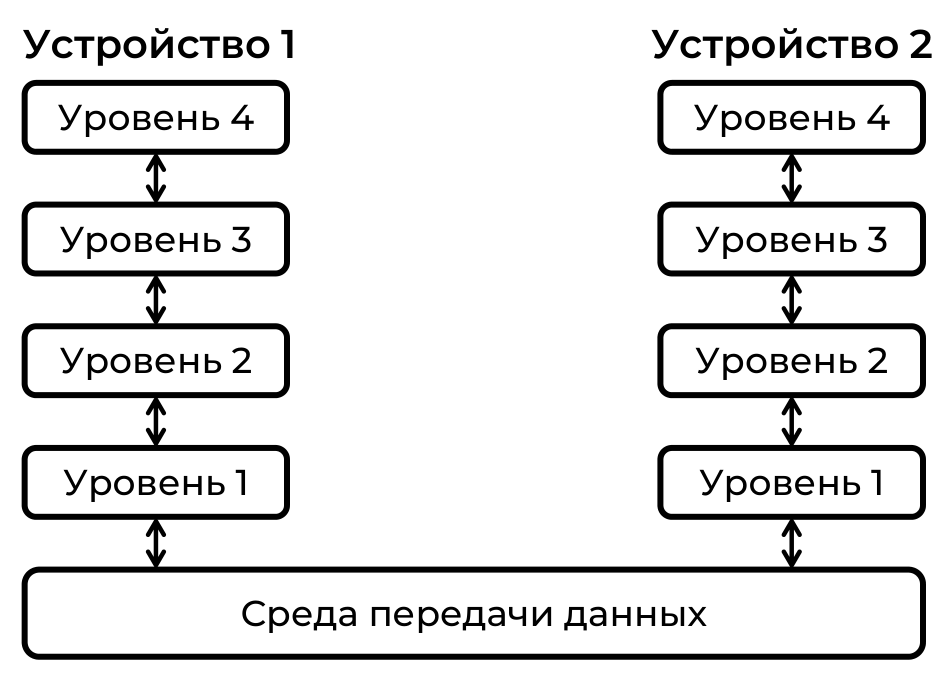 Устройство 1
Устройство 2
Уровень 4
Уровень 4
Уровень 3
Уровень 3
Уровень 2
Уровень 2
Уровень 1
Уровень 1
Среда передачи данных